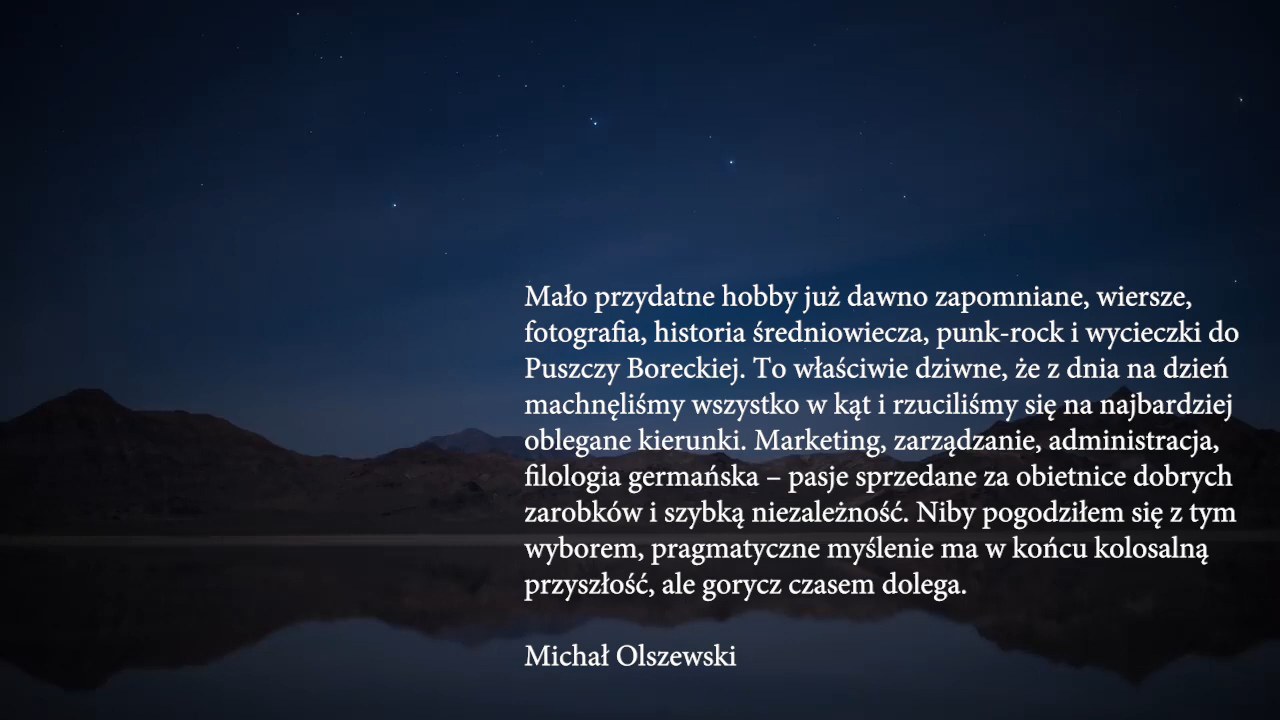 Mało przydatne hobby już dawno zapomniane, wiersze,
fotografia, historia średniowiecza, punk-rock i wycieczki do
Puszczy Boreckiej. To właściwie dziwne, że z dnia na dzień
machnęliśmy wszystko w kąt i rzuciliśmy się na najbardziej
oblegane kierunki. Marketing, zarządzanie, administracja,
filologia germańska – pasje sprzedane za obietnice dobrych
zarobków i szybką niezależność. Niby pogodziłem się z tym
wyborem, pragmatyczne myślenie ma w końcu kolosalną
przyszłość, ale gorycz czasem dolega.
Michał Olszewski